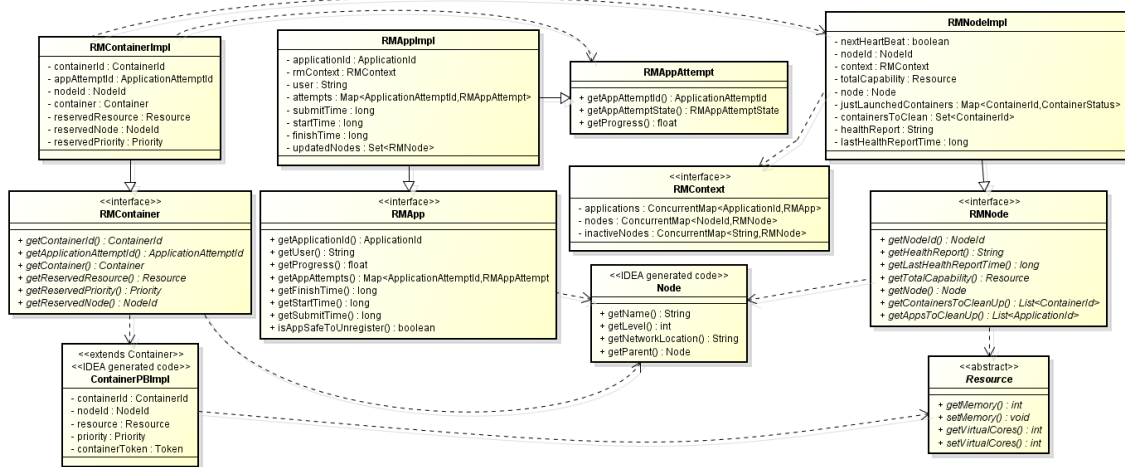 RMContainerImpl
- containerId : ContainerId
- appAttemptId : ApplicationAttemptId
- nodeId : NodeId
- container : Container
- reservedResource : Resource
- reservedNode : NodeId
- reservedPriority : Priority
RMAppImpl
- applicationId : ApplicationId
- rmContext : RMContext
- user : String
- attempts : Map<ApplicationAttemptId,RMAppAttempt>
- submitTime : long
- startTime : long
- finishTime : long
- updatedNodes : Set<RMNode>
RMAppAttempt
+ getAppAttemptId() : ApplicationAttemptId
+ getAppAttemptState() : RMAppAttemptState
+ getProgress() : float
RMNodeImpl
- nextHeartBeat : boolean
- nodeId : NodeId
- context : RMContext
- totalCapability : Resource
- node : Node
- justLaunchedContainers : Map<ContainerId,ContainerStatus>
- containersToClean : Set<ContainerId>
- healthReport : String
- lastHealthReportTime : long
<<interface>>
RMContainer
+ getContainerId() : ContainerId
+ getApplicationAttemptId() : ApplicationAttemptId
+ getContainer() : Container
+ getReservedResource() : Resource
+ getReservedPriority() : Priority
+ getReservedNode() : NodeId
<<interface>>
RMApp
+ getApplicationId() : ApplicationId
+ getUser() : String
+ getProgress() : float
+ getAppAttempts() : Map<ApplicationAttemptId,RMAppAttempt
+ getFinishTime() : long
+ getStartTime() : long
+ getSubmitTime() : long
+ isAppSafeToUnregister() : boolean
<<interface>>
RMContext
- applications : ConcurrentMap<ApplicationId,RMApp>
- nodes : ConcurrentMap<NodeId,RMNode>
- inactiveNodes : ConcurrentMap<String,RMNode>
<<interface>>
RMNode
+ getNodeId() : NodeId
+ getHealthReport() : String
+ getLastHealthReportTime() : long
+ getTotalCapability() : Resource
+ getNode() : Node
+ getContainersToCleanUp() : List<ContainerId>
+ getAppsToCleanUp() : List<ApplicationId>
<<IDEA generated code>>
Node
+ getName() : String
+ getLevel() : int
+ getNetworkLocation() : String
+ getParent() : Node
<<extends Container>>
<<IDEA generated code>>
ContainerPBImpl
- containerId : ContainerId
- nodeId : NodeId
- resource : Resource
- priority : Priority
- containerToken : Token
<<abstract>>
Resource
+ getMemory() : int
+ setMemory() : void
+ getVirtualCores() : int
+ setVirtualCores() : int